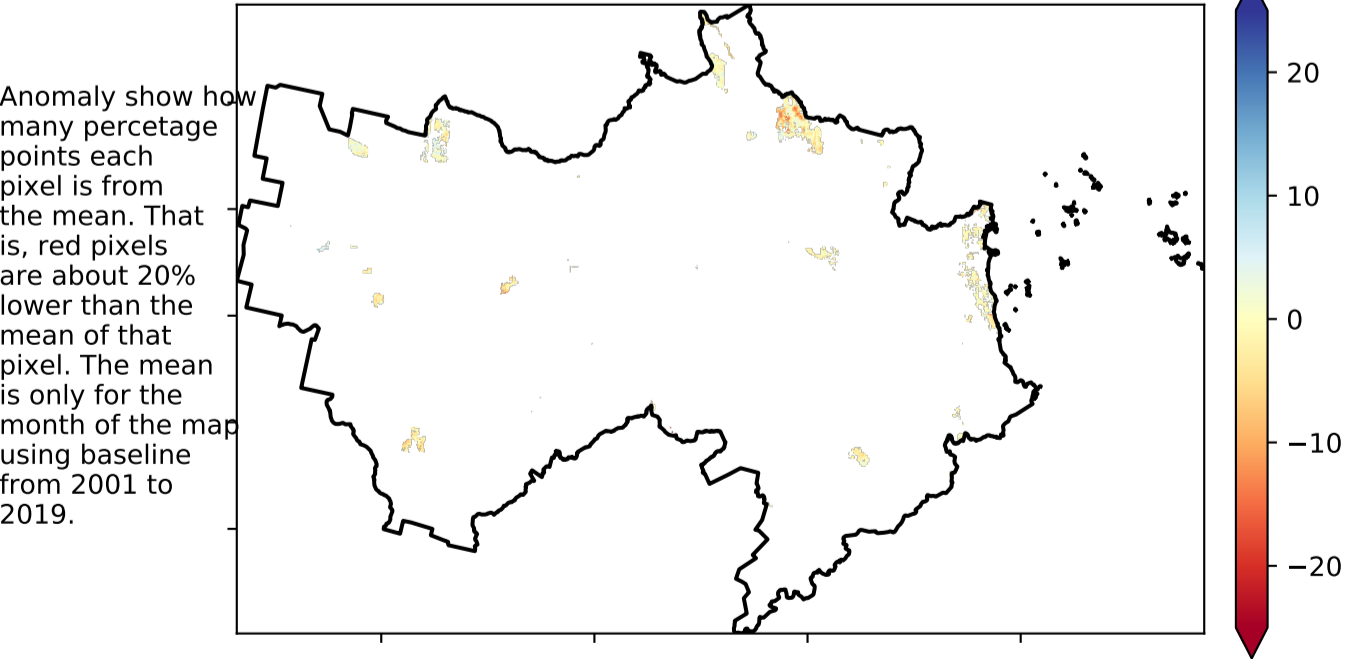 Anomaly show how
many percetage
points each
pixel is from
the mean. That
is, red pixels
are about 20%
lower than the
mean of that
pixel. The mean
is only for the
month of the map
using baseline
from 2001 to
2019.
20
10
0
−10
−20